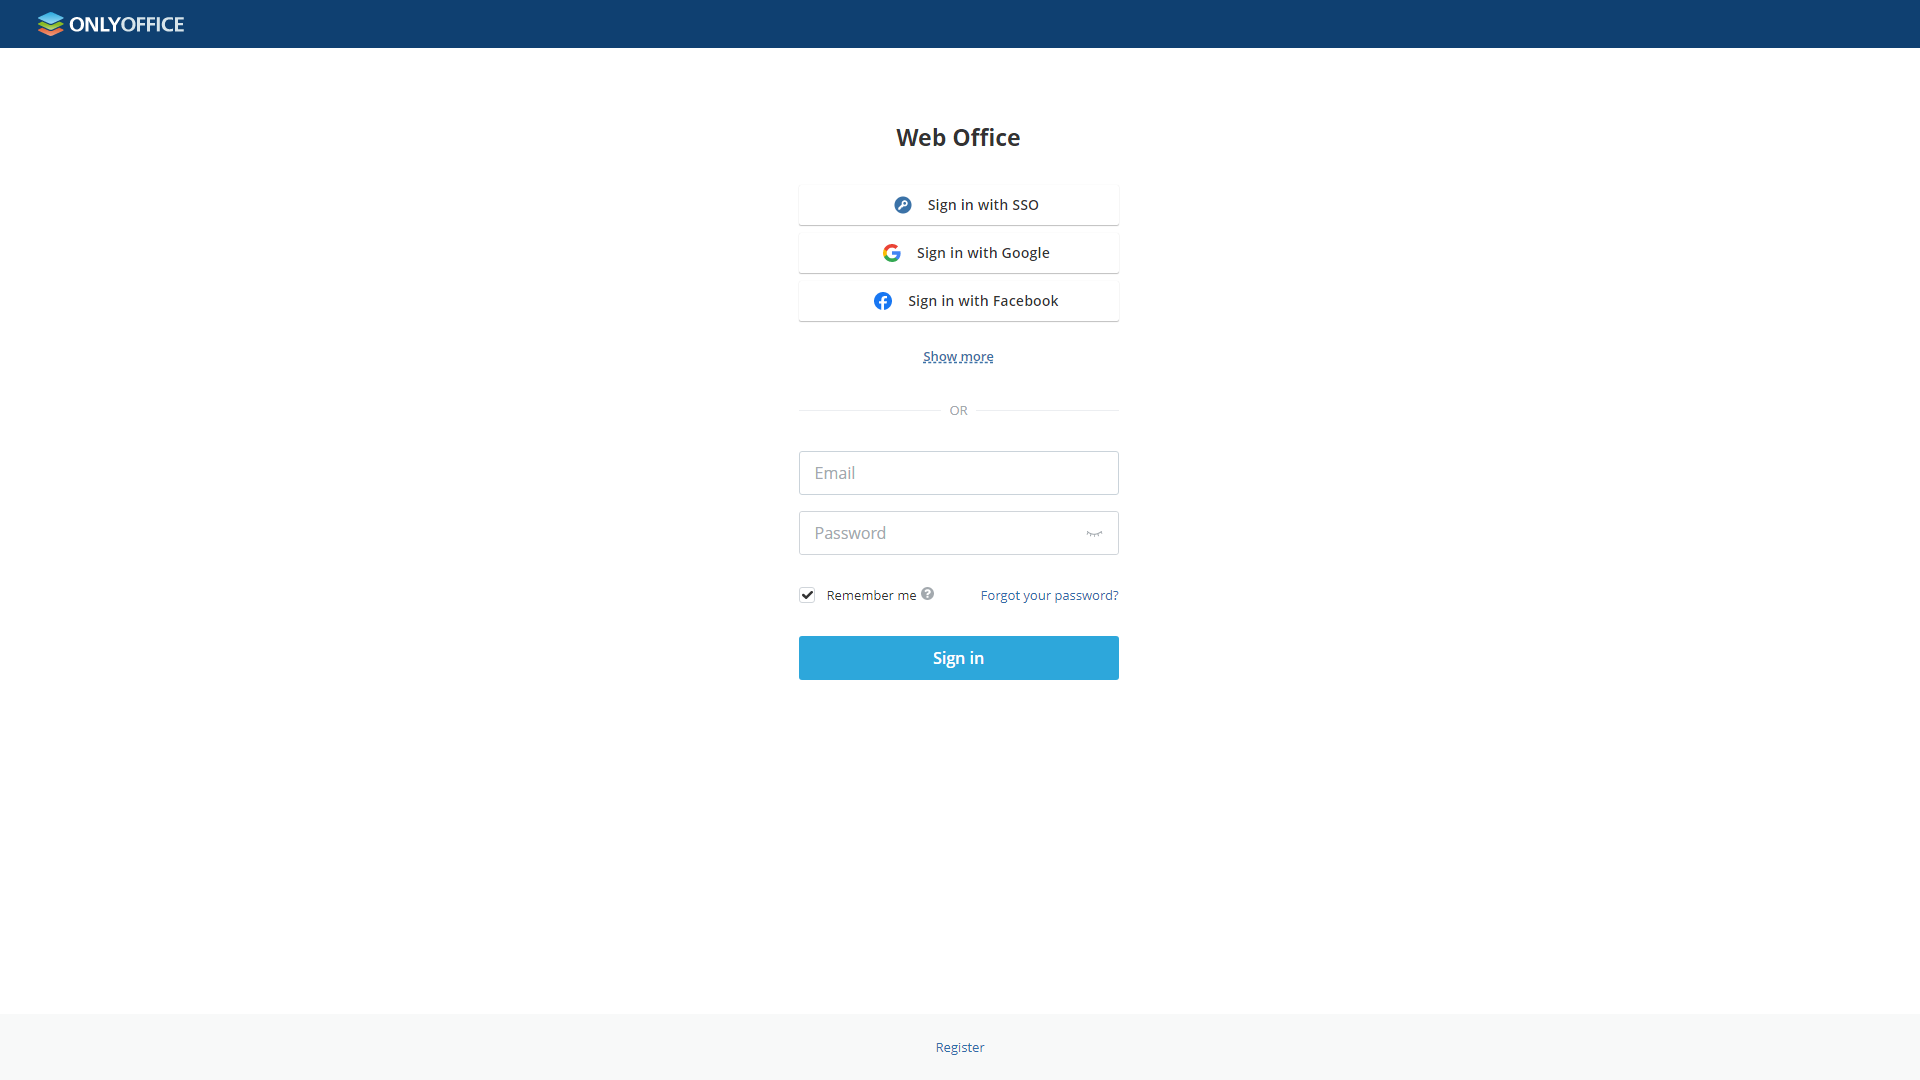 ONLYOFFICE
Web Office
Sign in with SSO
Sign in with Google
Sign in with Facebook
Show more
OR
Email
Password
Remember me ? Forgot your password?
Sign in
Register